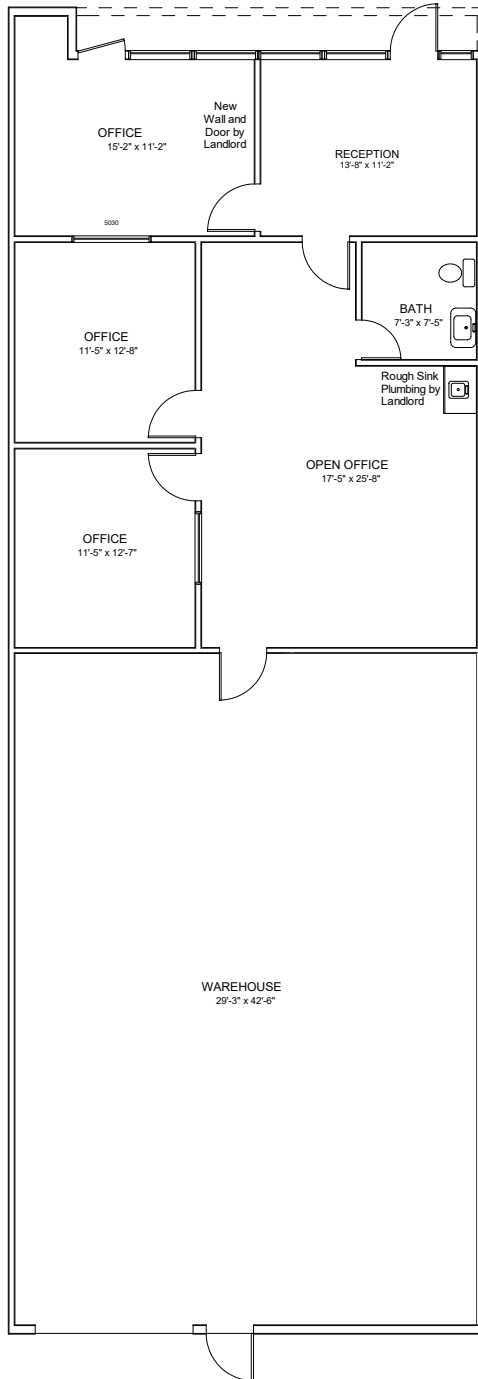 New
Wall and
Door by
Landlord
OFFICE
15'-2" x 11'-2"
RECEPTION
13'-8" x 11'-2"
5030
BATH
7'-3" x 7'-5"
OFFICE
11'-5" x 12'-8"
Rough Sink
Plumbing by
Landlord
OPEN OFFICE
17'-5" x 25'-8"
OFFICE
11'-5" x 12'-7"
WAREHOUSE
29'-3" x 42'-6"